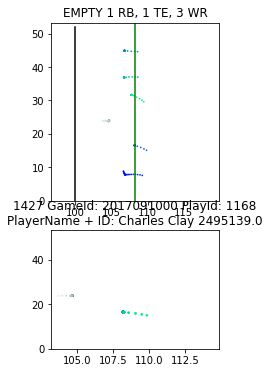 EMPTY 1 RB, 1 TE, 3 WR
50
40
30
20
10
0
100 105 110 115
1427 GameId: 2017091000 PlayId: 1168
PlayerName + ID: Charles Clay 2495139.0
40
20
0
105.0 107.5 110.0 112.5